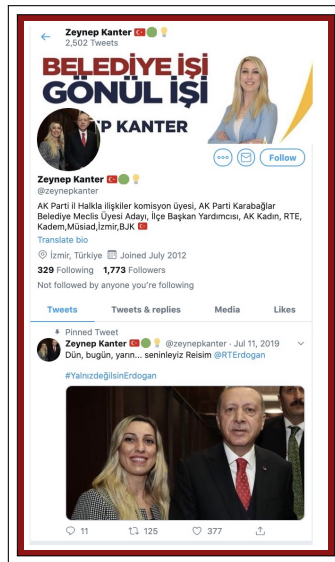 Zeynep Kanter
2,502 Tweets
BELEDİYE İŞİ
GÖNÜL İŞİ
EP KANTER
Follow
Zeynep Kanter
@zeynepkanter
AK Parti il Halkla ilişkiler komisyon üyesi, AK Parti Karabağlar
Belediye Meclis Üyesi Adayı, İlçe Başkan Yardımcısı, AK Kadın, RTE,
Kadem,Müsiad,İzmir,BJK
Translate bio
İzmir, Türkiye Joined July 2012
329 Following 1,773 Followers
Not followed by anyone you're following
Tweets Tweets & replies Media Likes
Pinned Tweet
Zeynep Kanter @zeynepkanter · Jul 11, 2019
Dün, bugün, yarın... seninleyiz Reisim @RTErdogan
#YalnızdeğilsinErdogan
11 125 377